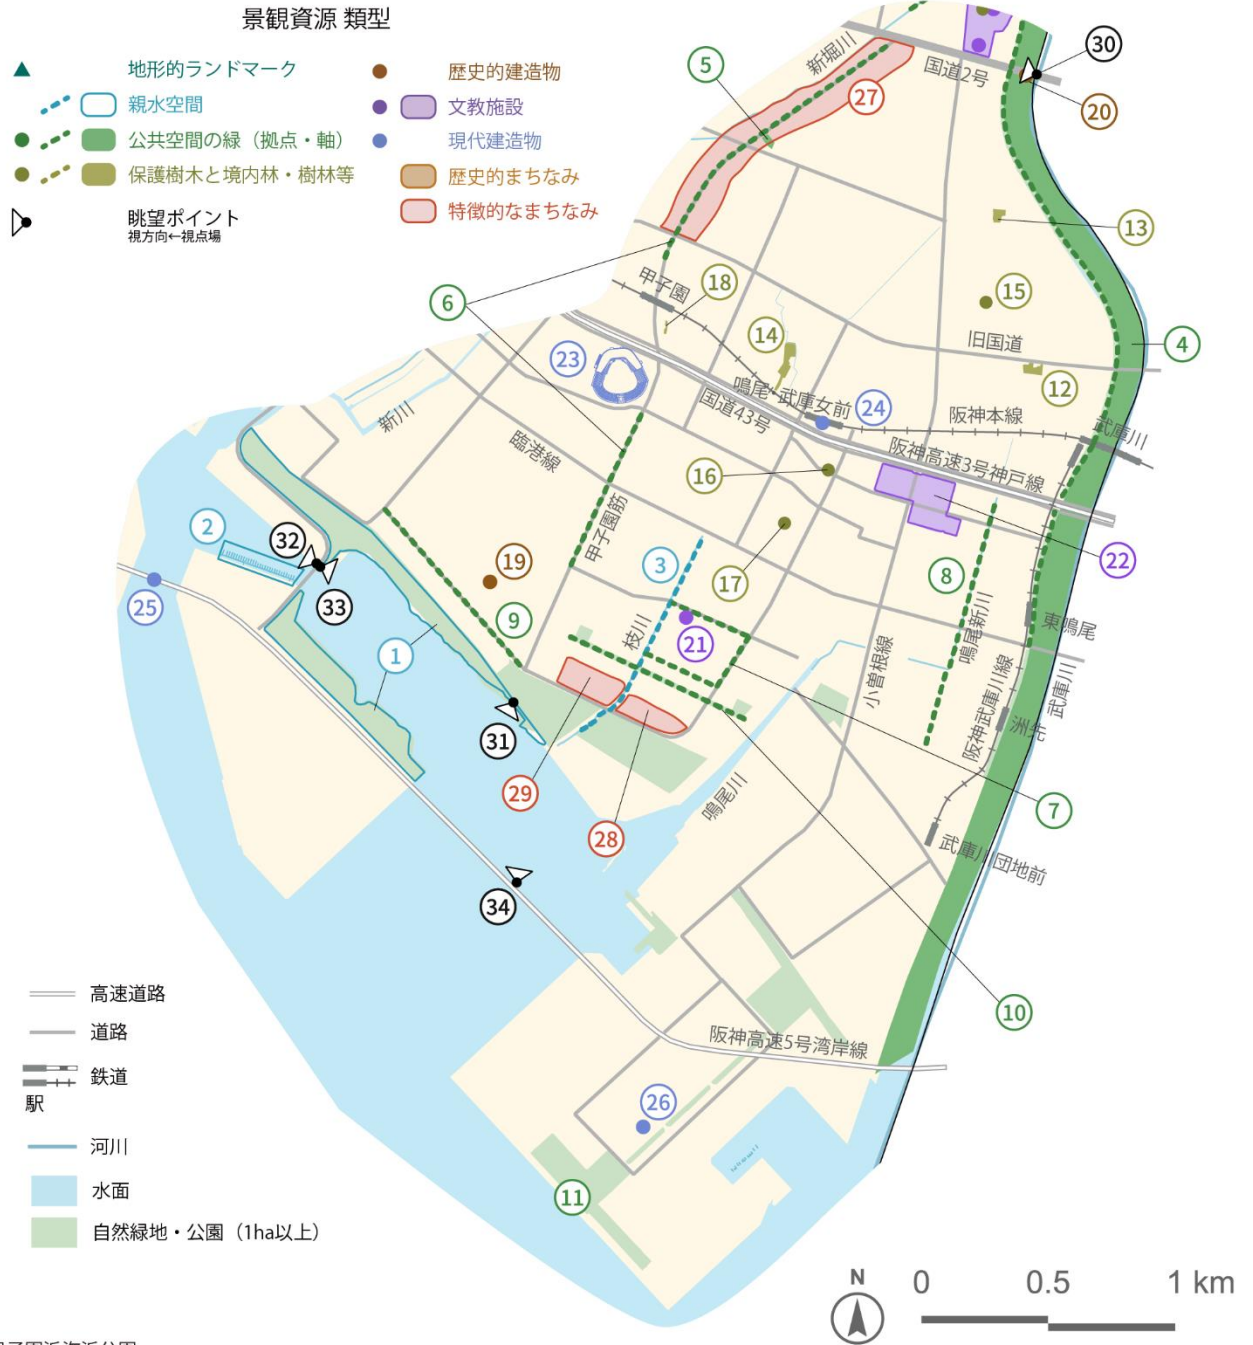 景観資源 類型
地形的ランドマーク
親水空間
公共空間の緑（拠点・軸）
保護樹木と境内林・樹林等
眺望ポイント
視方向←視点場
歴史的建造物
文教施設
現代建造物
歴史的まちなみ
特徴的なまちなみ
新堀川
国道2号
30
5
27
20
13
甲子園
18
15
6
14
旧国道
4
23
12
鳴尾・武庫女前
24
国道43号
阪神本線
武庫川
新川
臨港線
阪神高速3号神戸線
16
2
32
甲子園筋
3
22
19
17
8
25
33
9
21
東鳴尾
枝川
1
小曽根線
鳴尾新川
阪神武庫川線
武庫川
洲先
31
29
鳴尾川
7
28
武庫川団地前
34
10
阪神高速5号湾岸線
26
11
高速道路
道路
鉄道
駅
河川
水面
自然緑地・公園（1ha以上）
N
0 0.5 1 km